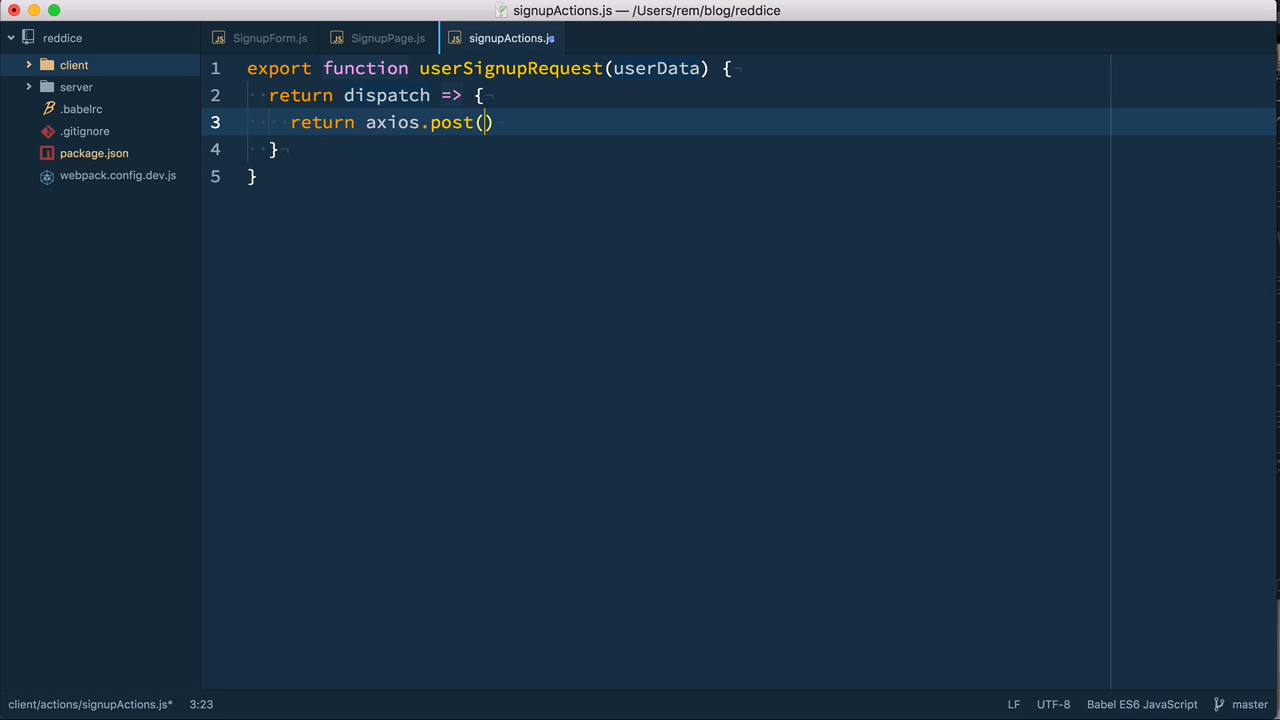 signupActions.js — /Users/rem/blog/reddice
reddice
SignupForm.js
SignupPage.js
signupActions.js
client
server
.babelrc
.gitignore
package.json
webpack.config.dev.js
1 export function userSignupRequest(userData) {
2 return dispatch => {
3 return axios.post()
4 }
5 }
client/actions/signupActions.js* 3:23 LF UTF-8 Babel ES6 JavaScript master